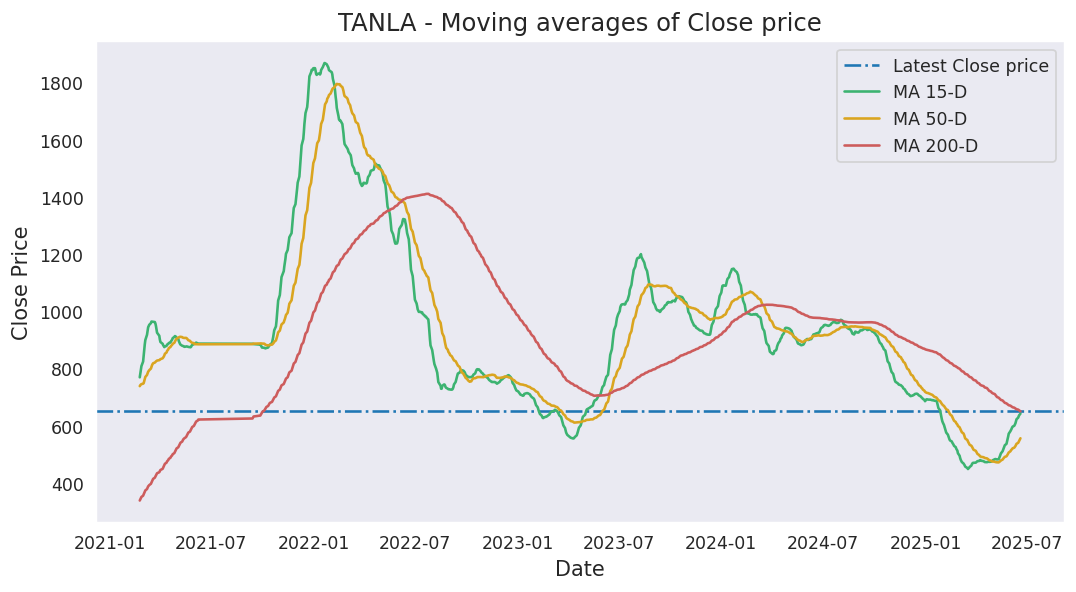 TANLA - Moving averages of Close price
Latest Close price
MA 15-D
MA 50-D
MA 200-D
Close Price
1800
1600
1400
1200
1000
800
600
400
2021-01 2021-07 2022-01 2022-07 2023-01 2023-07 2024-01 2024-07 2025-01 2025-07
Date